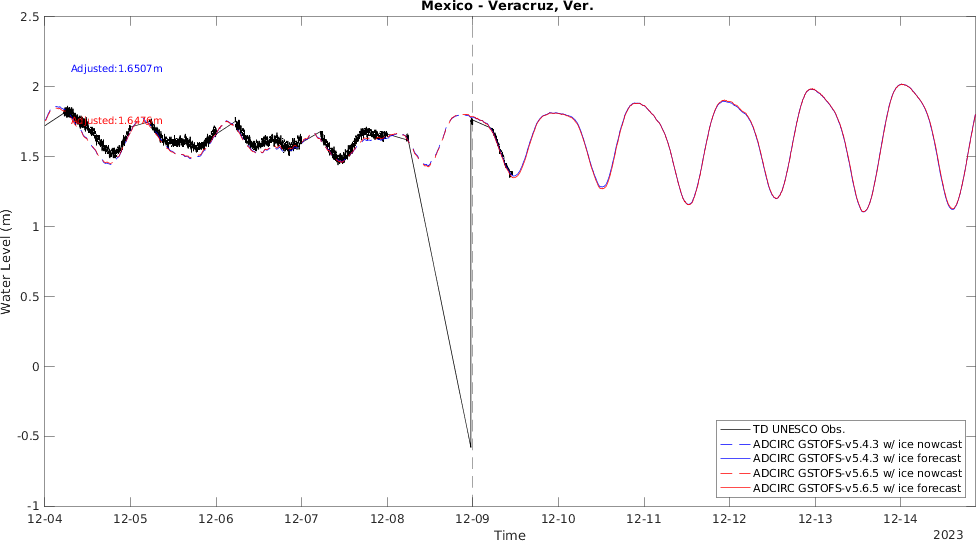 Mexico - Veracruz, Ver.
2.5
2
1.5
1
0.5
0
-0.5
-1
Water Level (m)
Adjusted:1.6507m
Adjusted:1.6479m
TD UNESCO Obs.
ADCIRC GSTOFS-v5.4.3 w/ ice nowcast
ADCIRC GSTOFS-v5.4.3 w/ ice forecast
ADCIRC GSTOFS-v5.6.5 w/ ice nowcast
ADCIRC GSTOFS-v5.6.5 w/ ice forecast
12-04 12-05 12-06 12-07 12-08 12-09 12-10 12-11 12-12 12-13 12-14
Time
2023